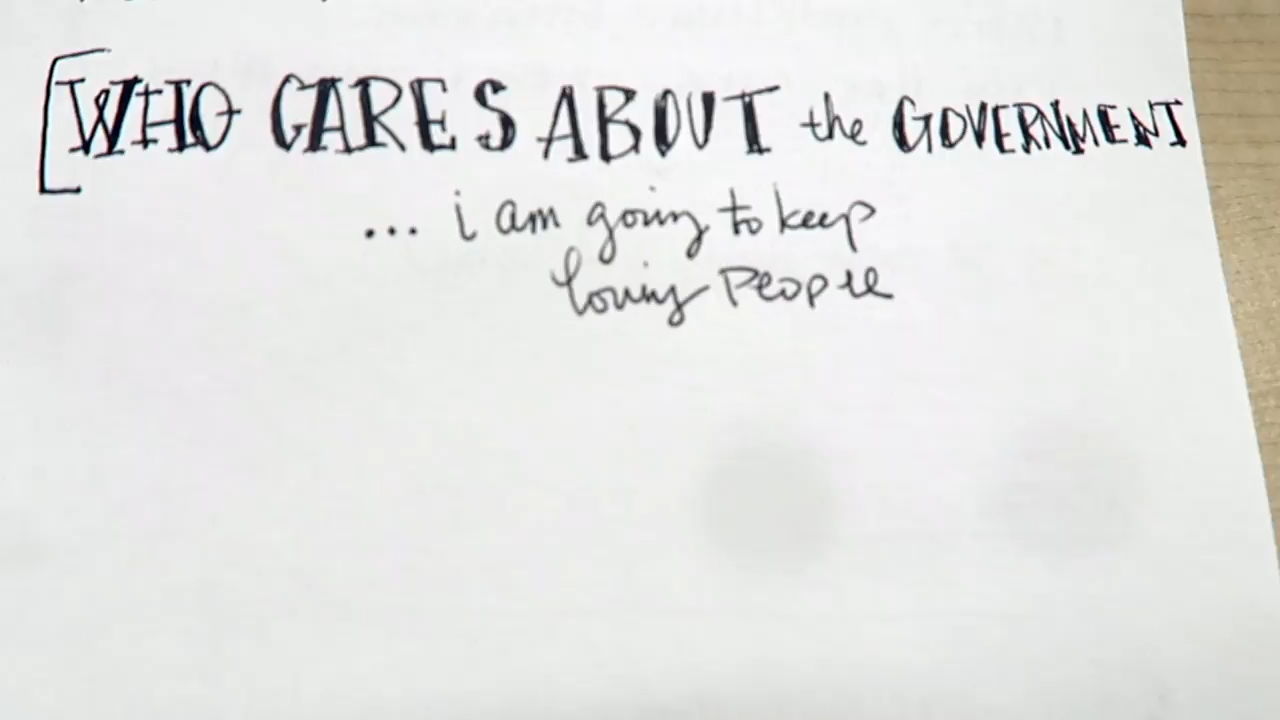 [WHO CARES ABOUT the GOVERNMENT
... i am going to keep
loving People